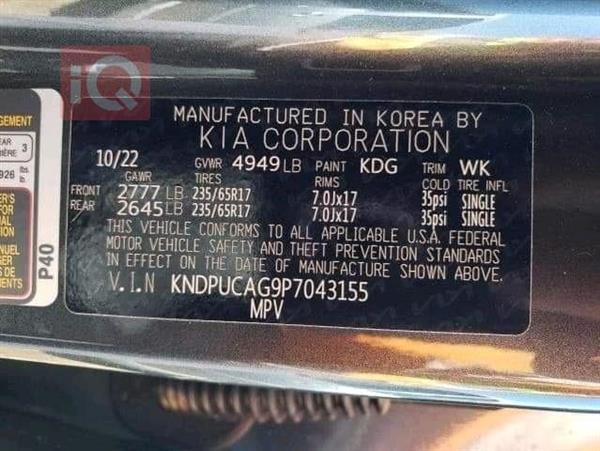 iQ
MANUFACTURED IN KOREA BY
KIA CORPORATION
10/22 GVWR 4949 LB PAINT KDG TRIM WK
GAWR TIRES RIMS COLD TIRE INFL
FRONT 2777 LB 235/65R17 7.0Jx17 35psi SINGLE
REAR 2645 LB 235/65R17 7.0Jx17 35psi SINGLE
THIS VEHICLE CONFORMS TO ALL APPLICABLE U.S.A. FEDERAL
MOTOR VEHICLE SAFETY AND THEFT PREVENTION STANDARDS
IN EFFECT ON THE DATE OF MANUFACTURE SHOWN ABOVE.
V.I.N KNDPUCAG9P7043155
MPV
P40